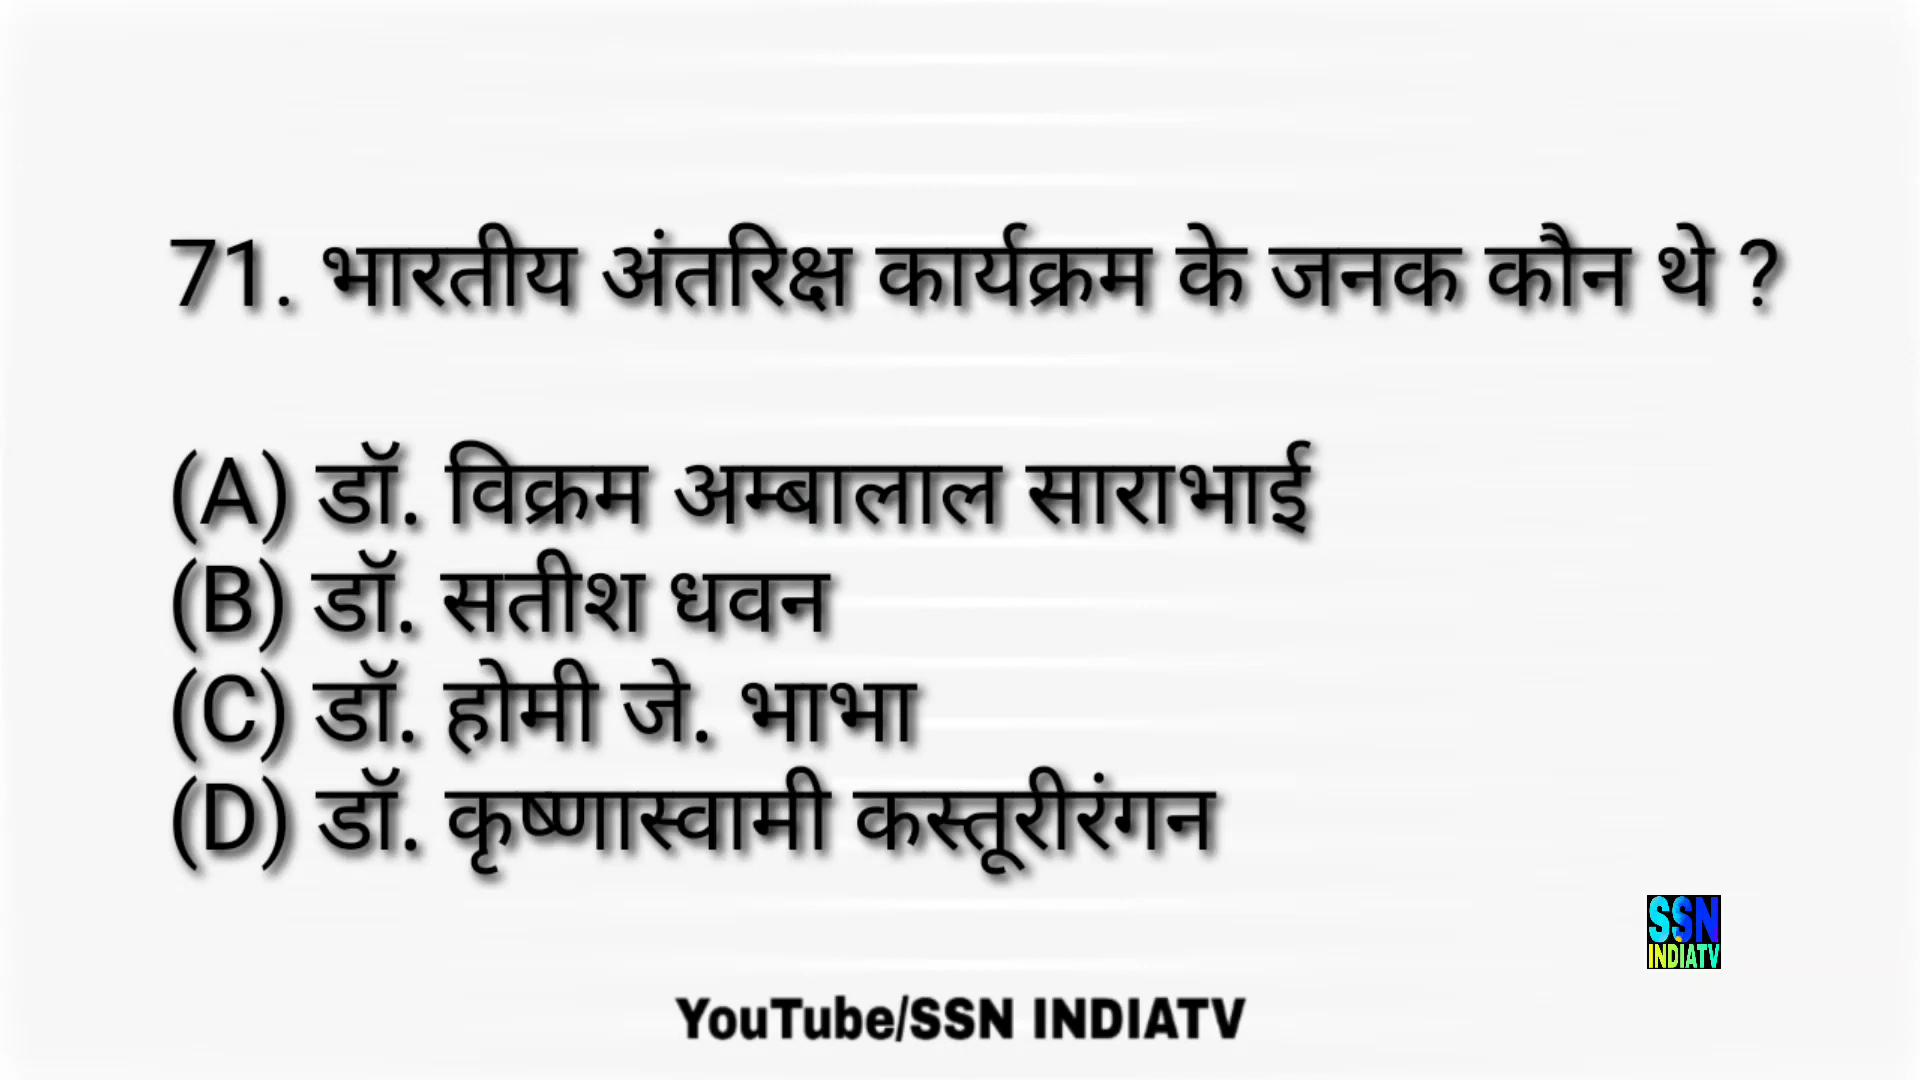 71. भारतीय अंतरिक्ष कार्यक्रम के जनक कौन थे ?
(A) डॉ. विक्रम अम्बालाल साराभाई
(B) डॉ. सतीश धवन
(C) डॉ. होमी जे. भाभा
(D) डॉ. कृष्णास्वामी कस्तूरीरंगन
SSN
INDiATV
YouTube/SSN INDIATV